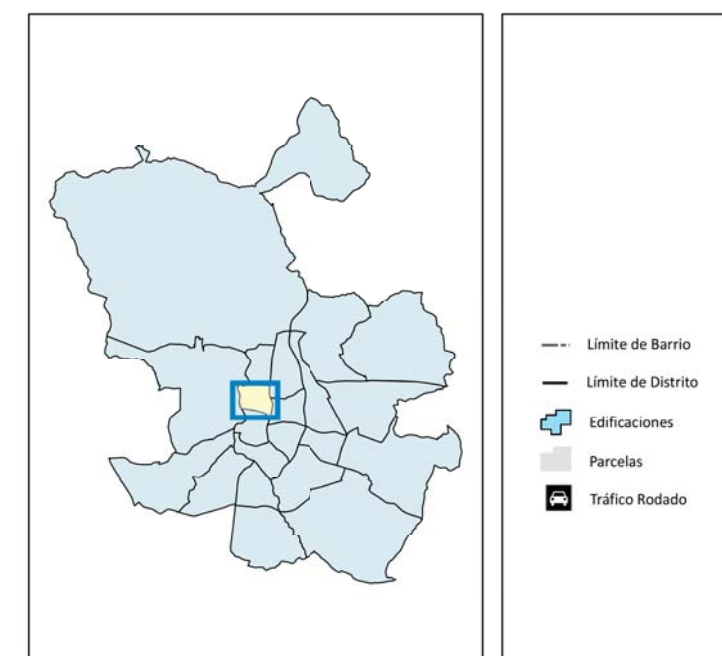 Límite de Barrio
Límite de Distrito
Edificaciones
Parcelas
Tráfico Rodado